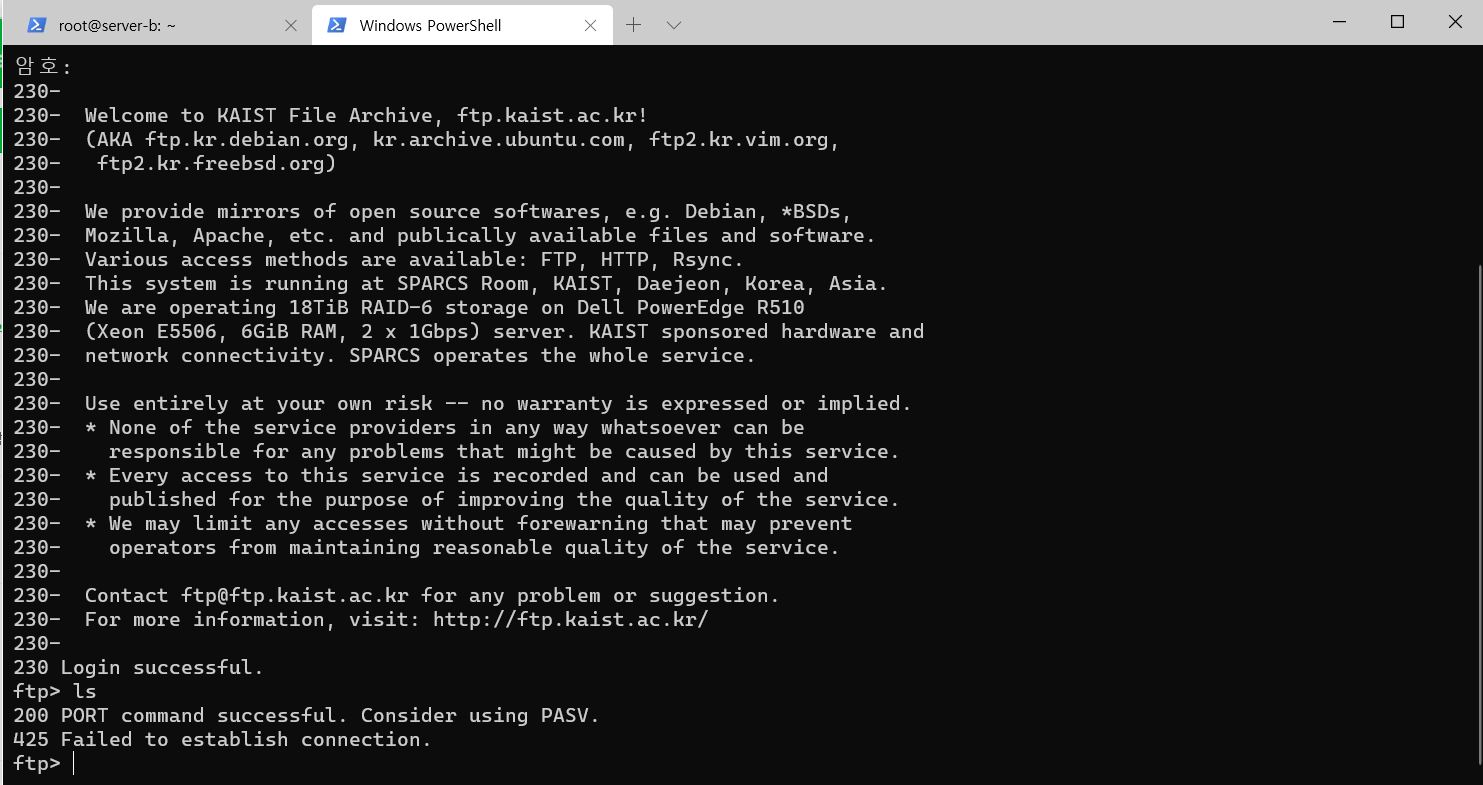 root@server-b: ~
Windows PowerShell
암호:
230-
230-  Welcome to KAIST File Archive, ftp.kaist.ac.kr!
230-  (AKA ftp.kr.debian.org, kr.archive.ubuntu.com, ftp2.kr.vim.org,
230-   ftp2.kr.freebsd.org)
230-
230-  We provide mirrors of open source softwares, e.g. Debian, *BSDs,
230-  Mozilla, Apache, etc. and publically available files and software.
230-  Various access methods are available: FTP, HTTP, Rsync.
230-  This system is running at SPARCS Room, KAIST, Daejeon, Korea, Asia.
230-  We are operating 18TiB RAID-6 storage on Dell PowerEdge R510
230-  (Xeon E5506, 6GiB RAM, 2 x 1Gbps) server. KAIST sponsored hardware and
230-  network connectivity. SPARCS operates the whole service.
230-
230-  Use entirely at your own risk -- no warranty is expressed or implied.
230-  * None of the service providers in any way whatsoever can be
230-    responsible for any problems that might be caused by this service.
230-  * Every access to this service is recorded and can be used and
230-    published for the purpose of improving the quality of the service.
230-  * We may limit any accesses without forewarning that may prevent
230-    operators from maintaining reasonable quality of the service.
230-
230-  Contact ftp@ftp.kaist.ac.kr for any problem or suggestion.
230-  For more information, visit: http://ftp.kaist.ac.kr/
230-
230 Login successful.
ftp> ls
200 PORT command successful. Consider using PASV.
425 Failed to establish connection.
ftp>